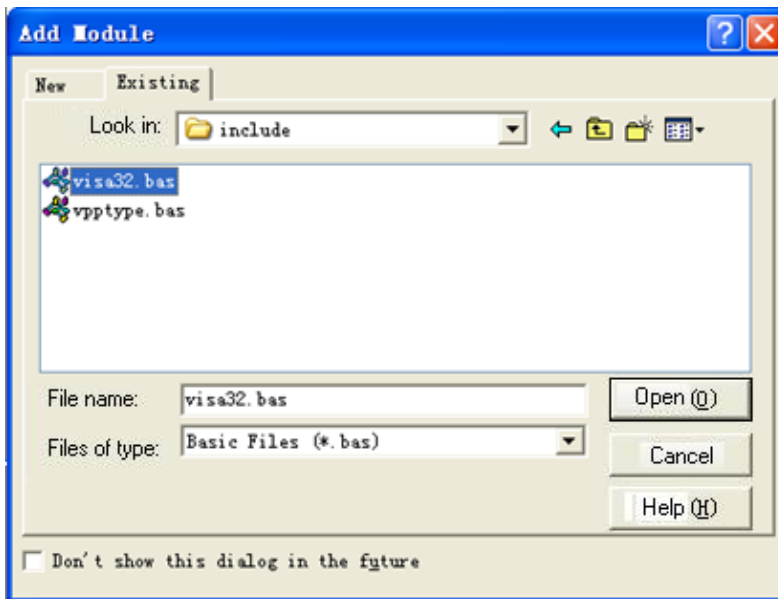 Add Module
New Existing
Look in: include
visa32.bas
vpptype.bas
File name: visa32.bas
Open (O)
Files of type: Basic Files (*.bas)
Cancel
Help (H)
Don't show this dialog in the future